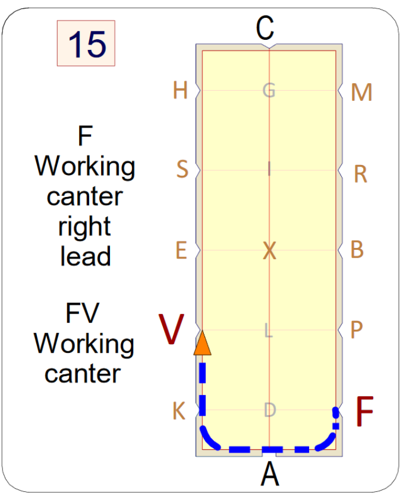 15
C
H G M
F
Working
canter
right
lead
S I R
E X B
FV
Working
canter
V L P
K D F
A